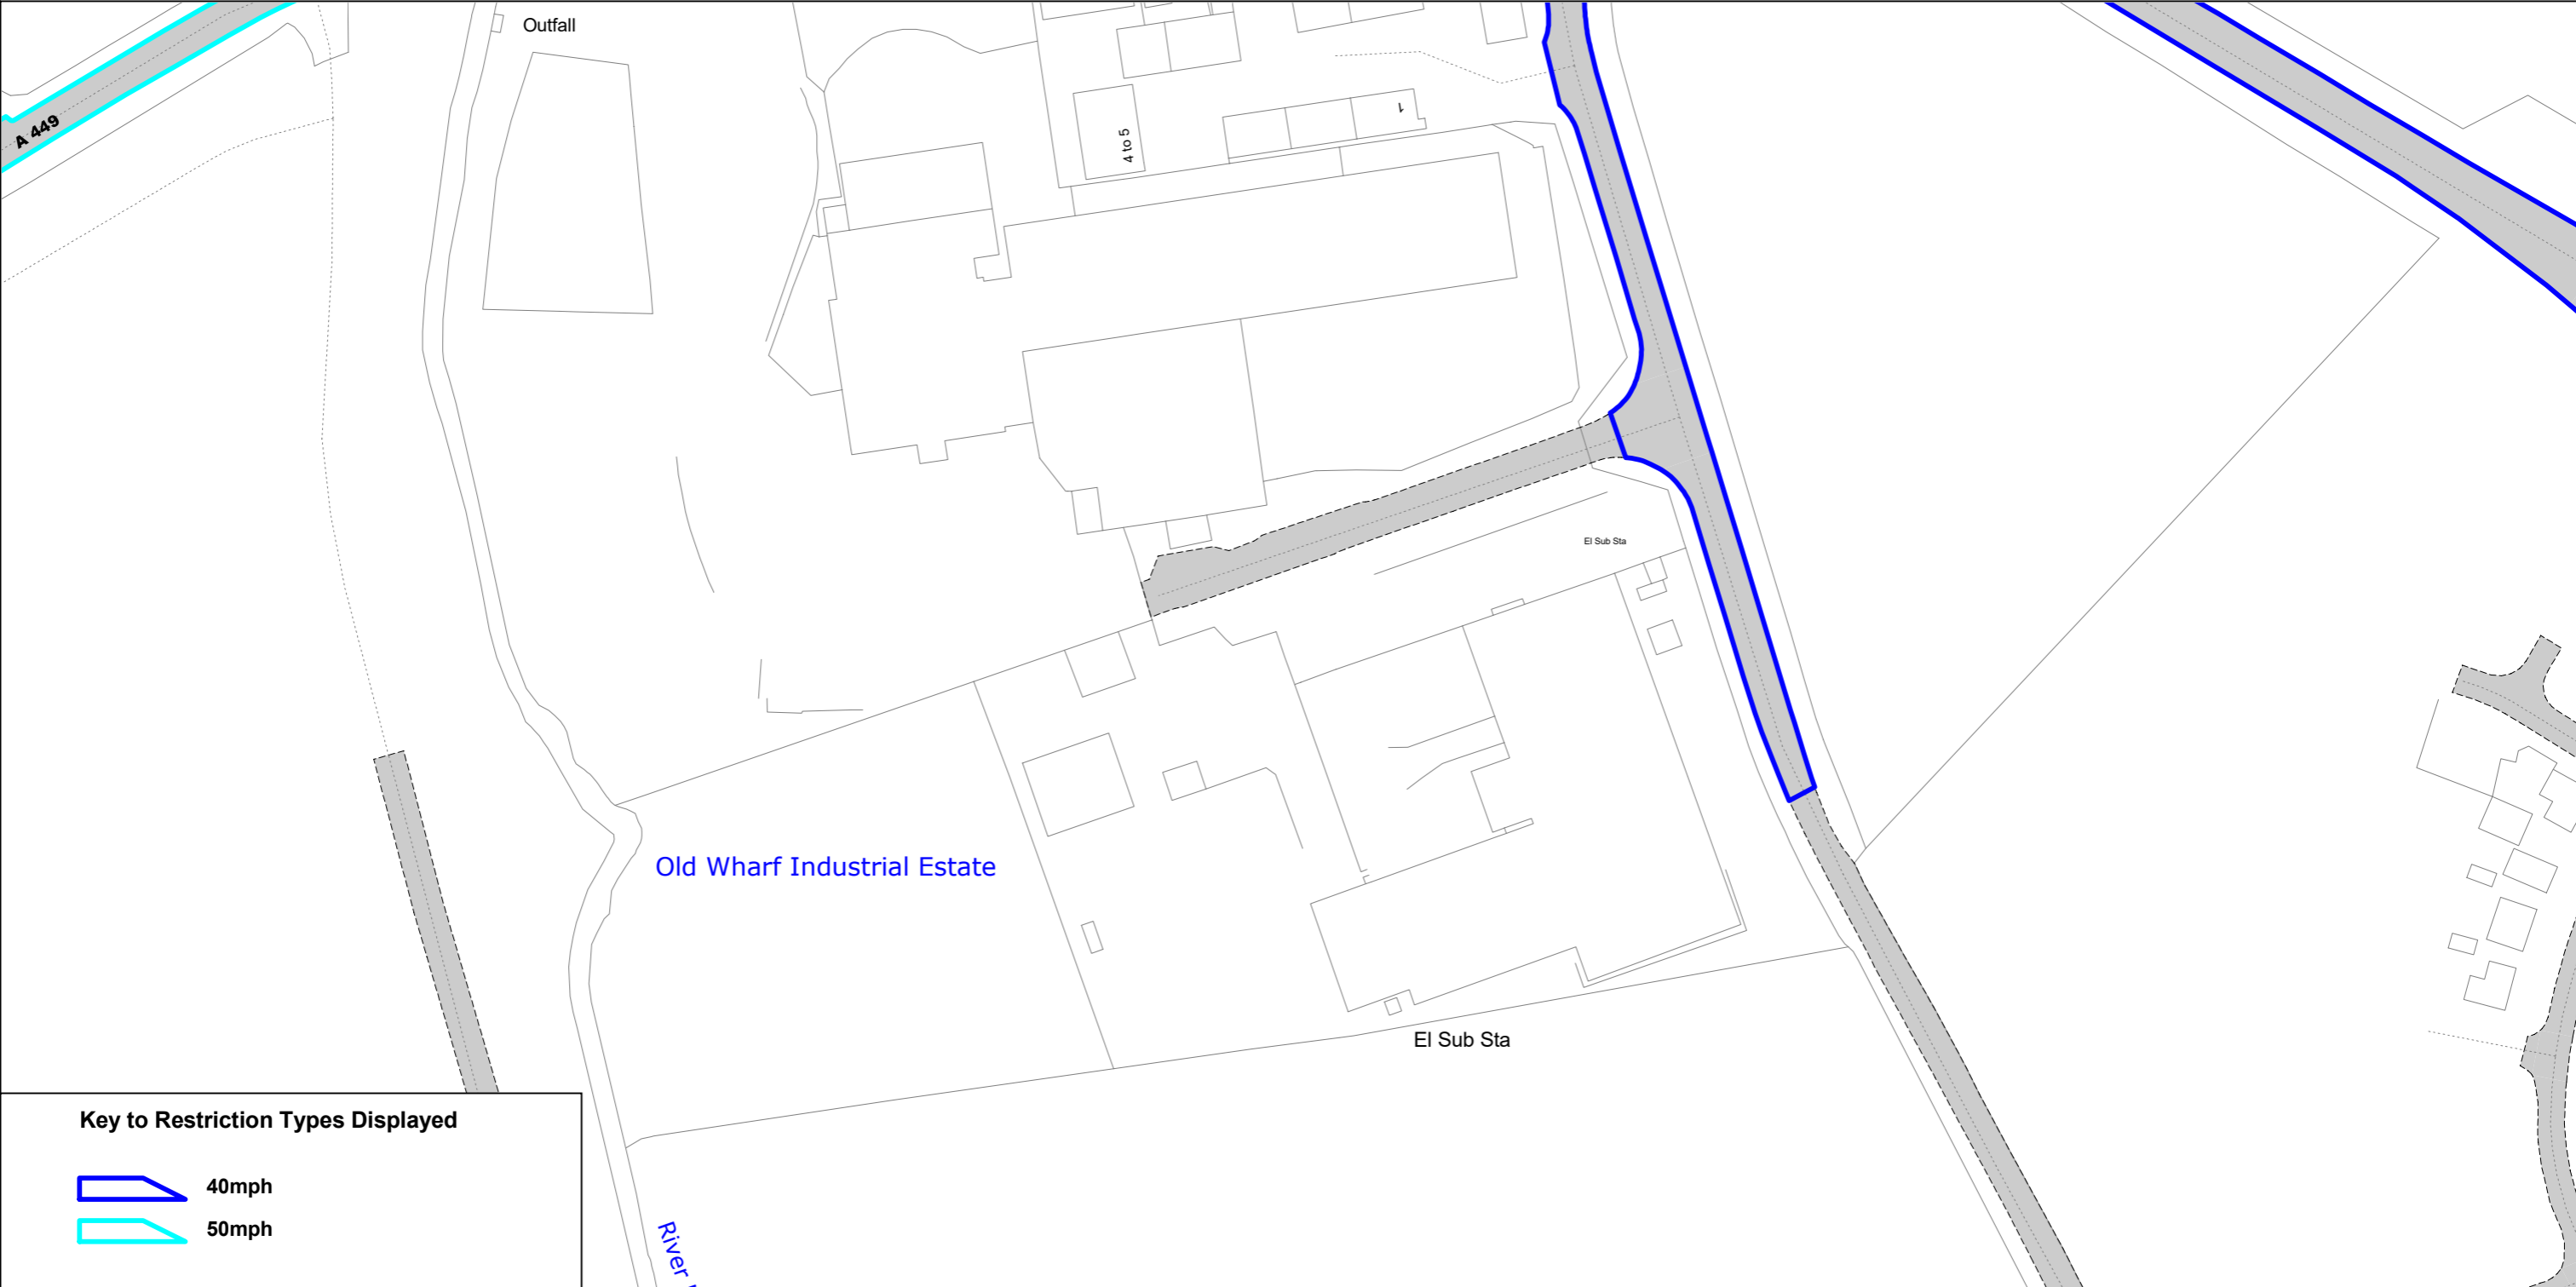 Outfall
A 449
4 to 5
1
El Sub Sta
Old Wharf Industrial Estate
El Sub Sta
Key to Restriction Types Displayed
40mph
50mph
River